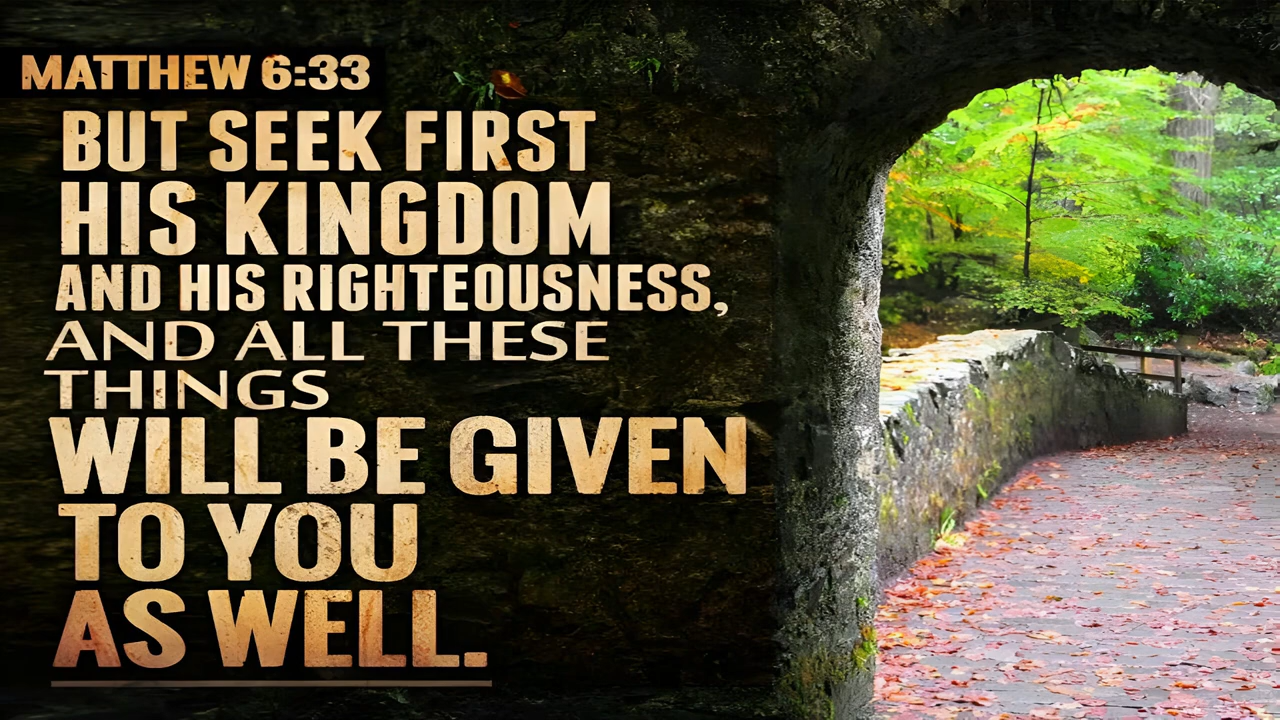 MATTHEW 6:33
BUT SEEK FIRST
HIS KINGDOM
AND HIS RIGHTEOUSNESS,
AND ALL THESE
THINGS
WILL BE GIVEN
TO YOU
AS WELL.